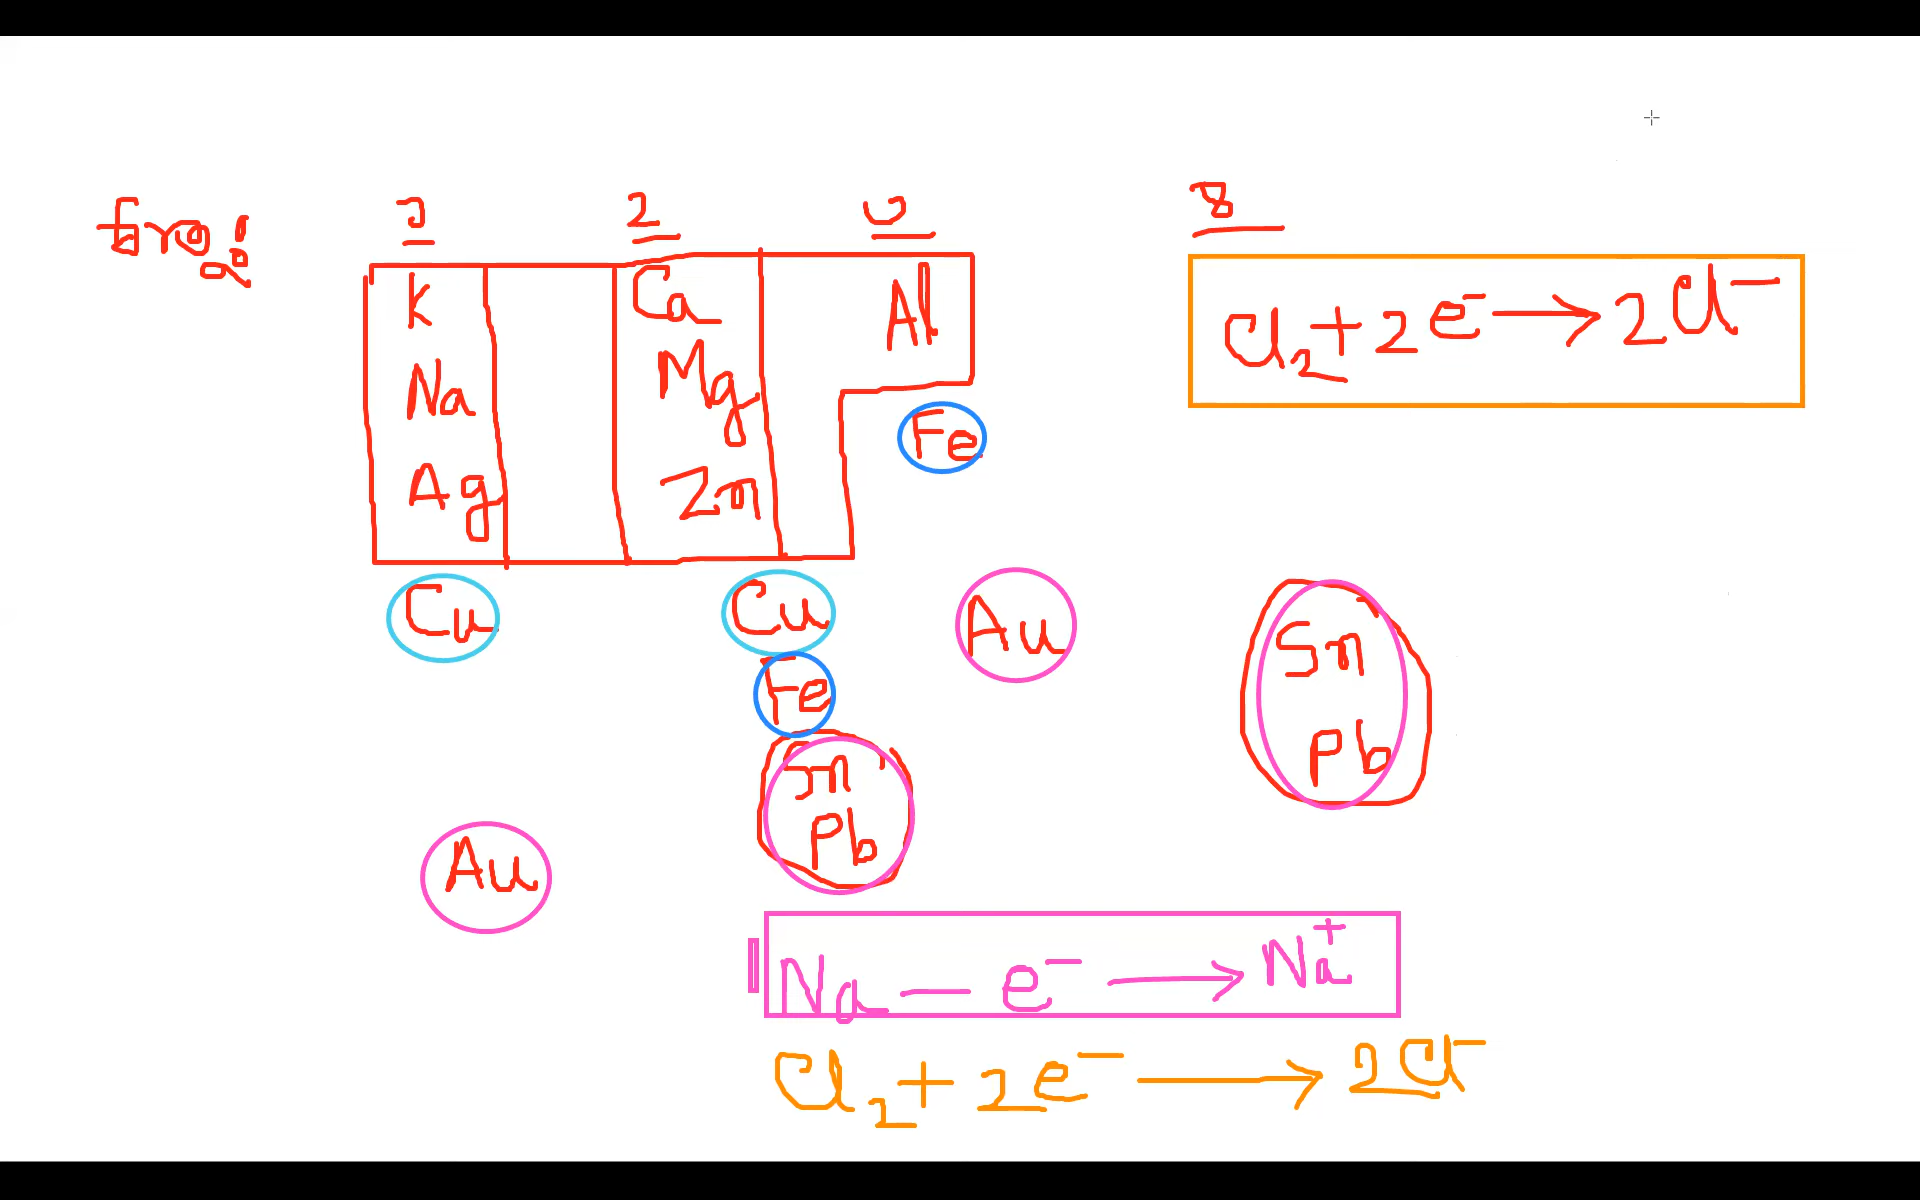 ১ ২ ৩ ৪
K Ca Al Cl₂ + 2e⁻ → 2Cl⁻
Na Mg Fe
Ag Zn
Cu Cu Au Sn
Fe Pb
Sn
Au Pb
Na — e⁻ → Na⁺
Cl₂ + 2e⁻ → 2Cl⁻